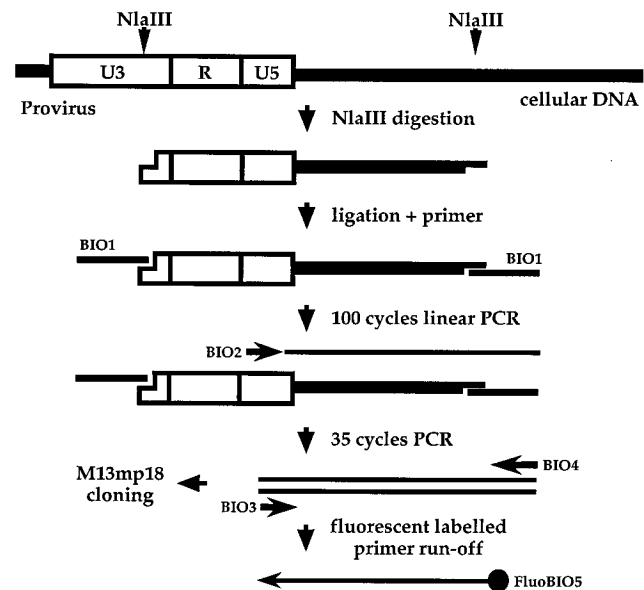 NlaIII NlaIII
U3 R U5
Provirus cellular DNA
NlaIII digestion
ligation + primer
BIO1 BIO1
100 cycles linear PCR
BIO2
35 cycles PCR
M13mp18
cloning
BIO4
BIO3
fluorescent labelled
primer run-off
FluoBIO5